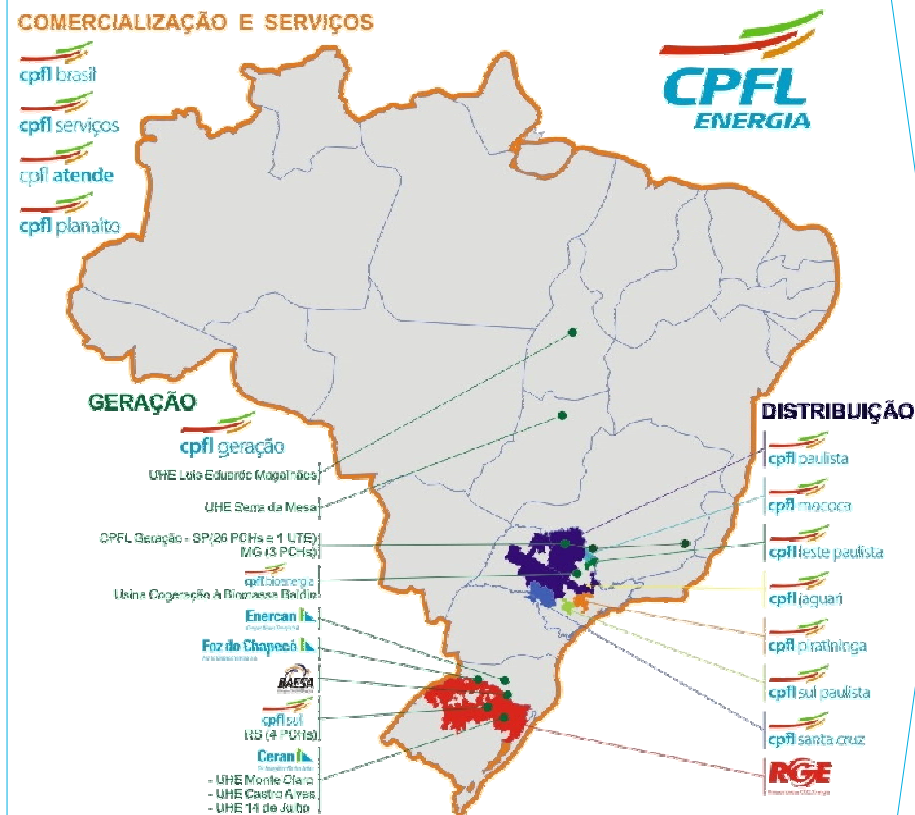 COMERCIALIZAÇÃO E SERVIÇOS
cpfl brasil
cpfl serviços
cpfl atende
cpfl planalto
CPFL
ENERGIA
GERAÇÃO
cpfl geração
UHE Luis Eduardo Magalhães
UHE Serra da Mesa
CPFL Geração - SP(26 PCHs e 1 UTE)
MG (3 PCHs)
cpfl bioenergia
Usina Cogeração à Biomassa Baldin
Enercan
Foz do Chapecó
BAESA
cpfl sul
RS (4 PCHs)
Ceran
- UHE Monte Claro
- UHE Castro Alves
- UHE 14 de Julho
DISTRIBUIÇÃO
cpfl paulista
cpfl mococa
cpfl leste paulista
cpfl jaguari
cpfl piratininga
cpfl sul paulista
cpfl santa cruz
RGE